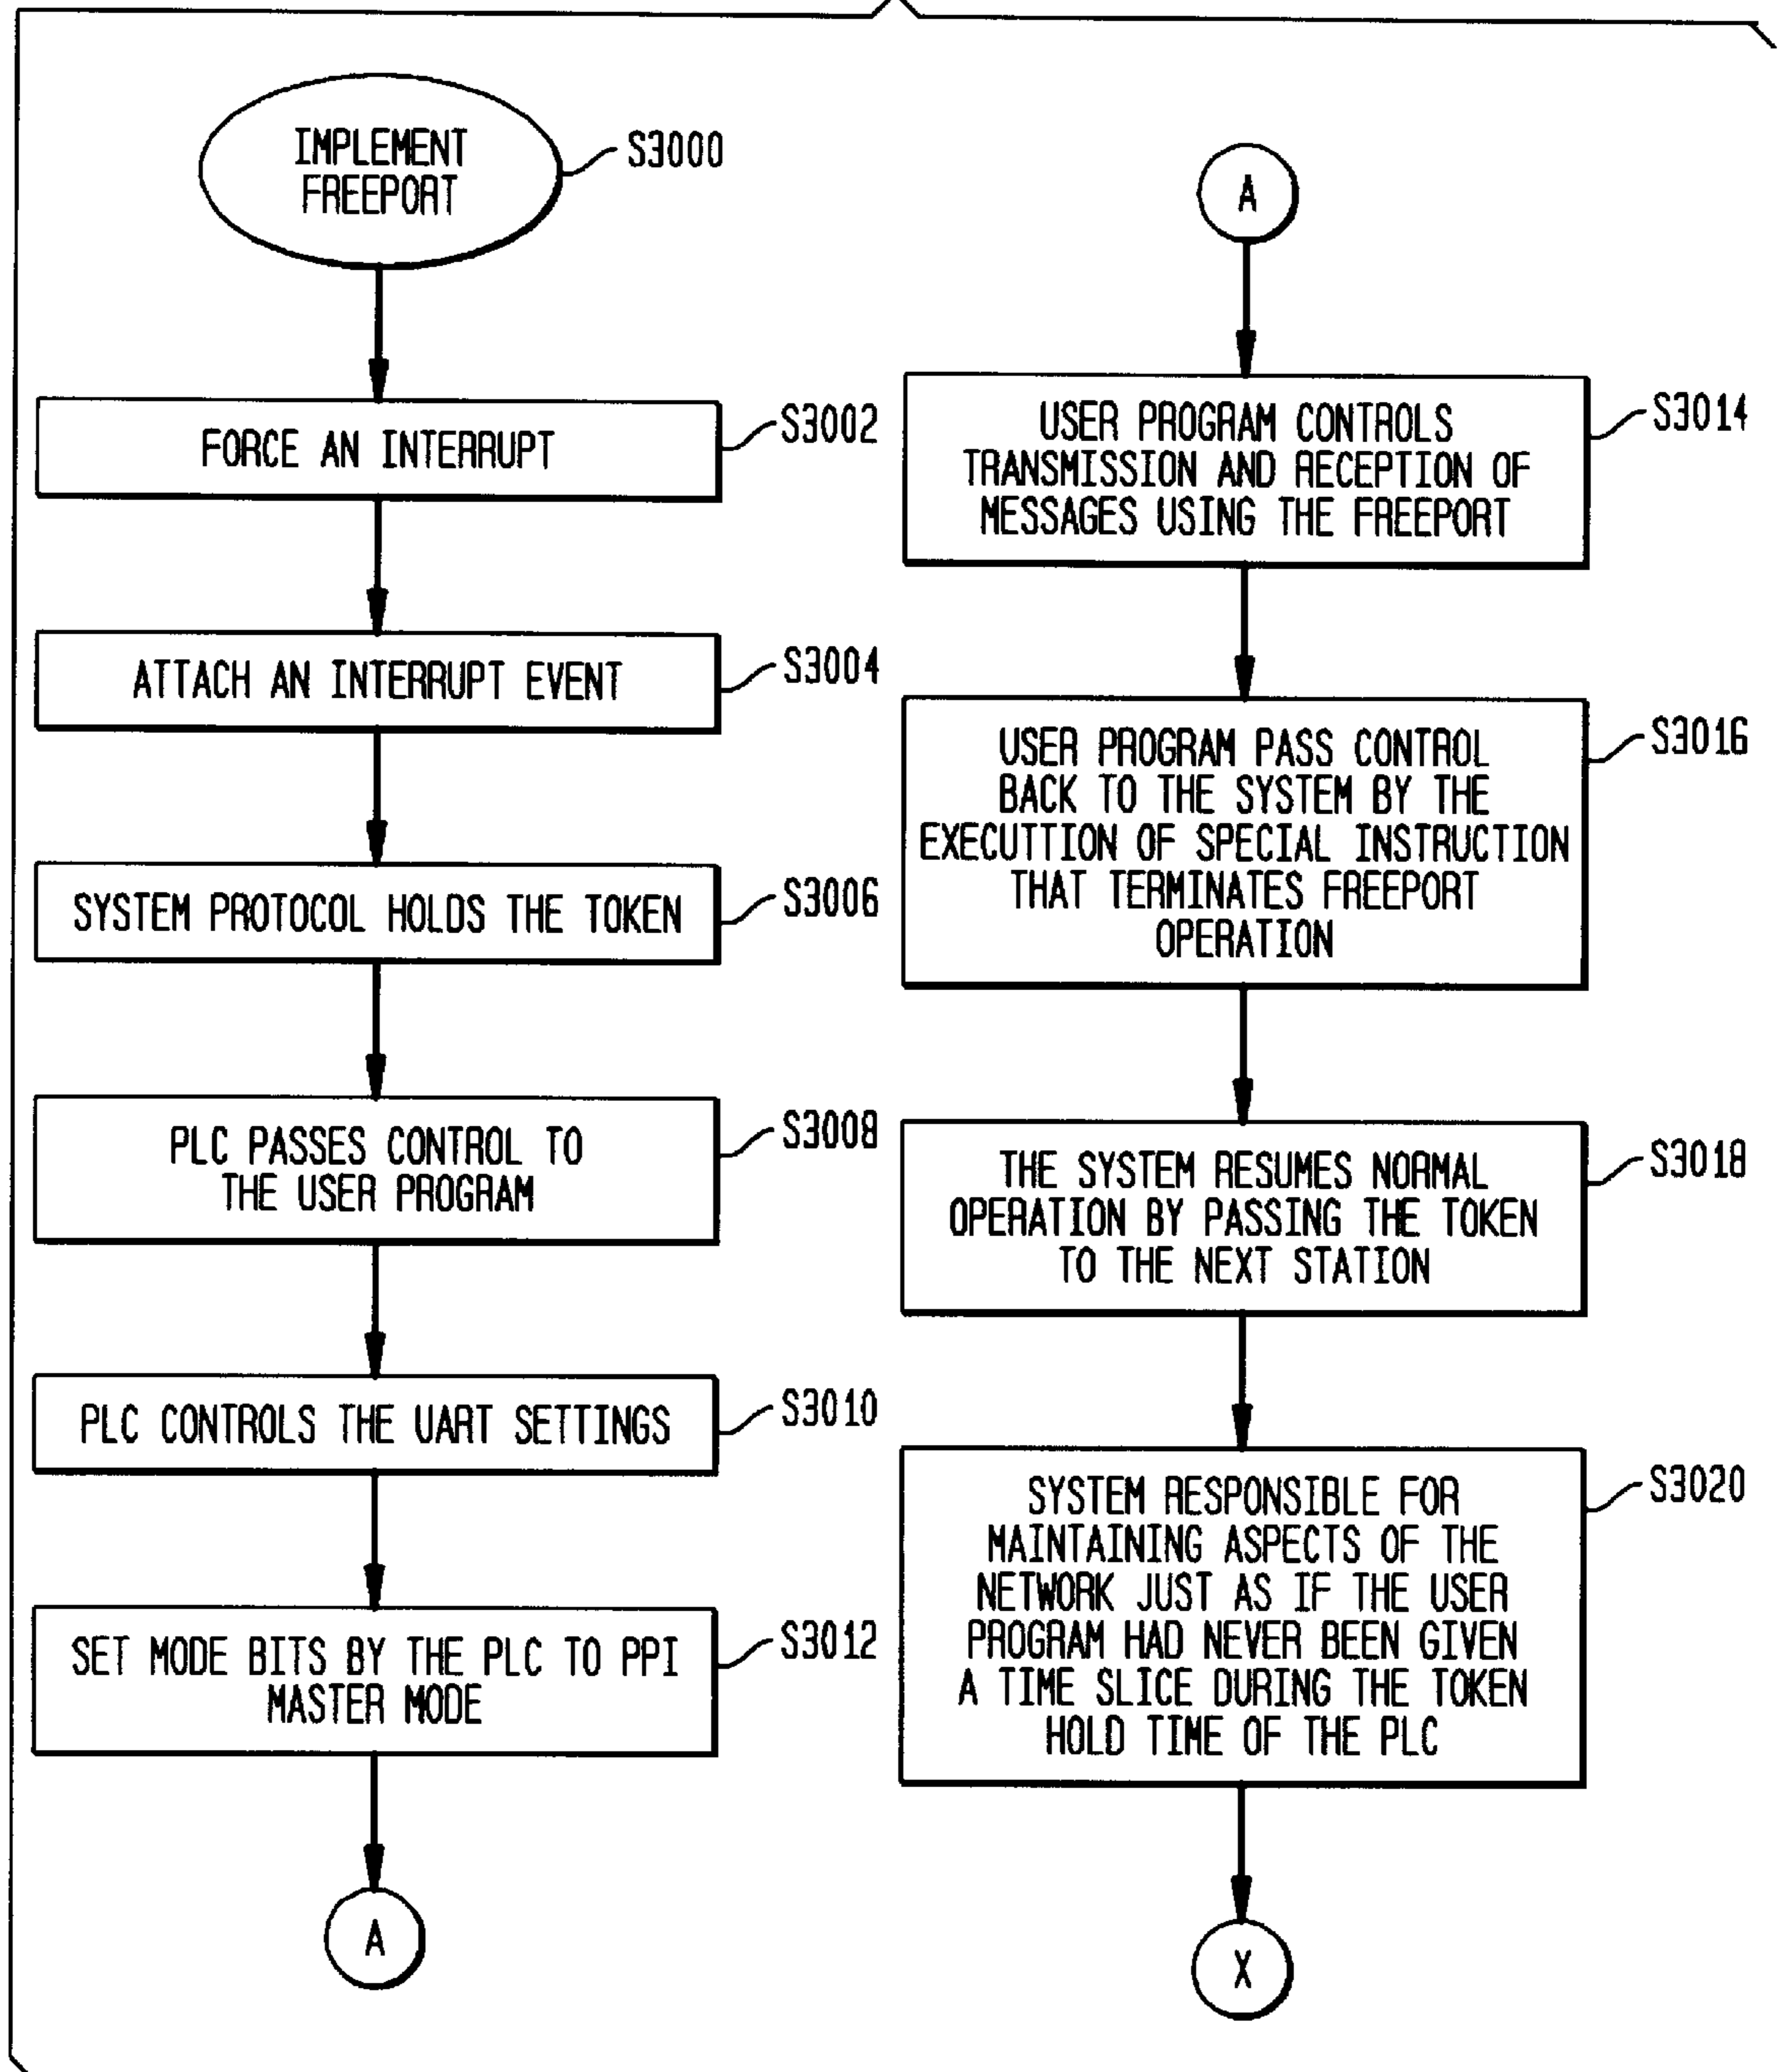 IMPLEMENT
FREEPORT
S3000
FORCE AN INTERRUPT
S3002
ATTACH AN INTERRUPT EVENT
S3004
SYSTEM PROTOCOL HOLDS THE TOKEN
S3006
PLC PASSES CONTROL TO
THE USER PROGRAM
S3008
PLC CONTROLS THE UART SETTINGS
S3010
SET MODE BITS BY THE PLC TO PPI
MASTER MODE
S3012
A
A
USER PROGRAM CONTROLS
TRANSMISSION AND RECEPTION OF
MESSAGES USING THE FREEPORT
S3014
USER PROGRAM PASS CONTROL
BACK TO THE SYSTEM BY THE
EXECUTTION OF SPECIAL INSTRUCTION
THAT TERMINATES FREEPORT
OPERATION
S3016
THE SYSTEM RESUMES NORMAL
OPERATION BY PASSING THE TOKEN
TO THE NEXT STATION
S3018
SYSTEM RESPONSIBLE FOR
MAINTAINING ASPECTS OF THE
NETWORK JUST AS IF THE USER
PROGRAM HAD NEVER BEEN GIVEN
A TIME SLICE DURING THE TOKEN
HOLD TIME OF THE PLC
S3020
X